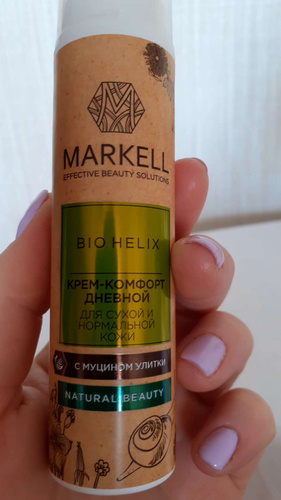 MARKELL
EFFECTIVE BEAUTY SOLUTIONS
BIO HELIX
КРЕМ-КОМФОРТ
ДНЕВНОЙ
ДЛЯ СУХОЙ И
НОРМАЛЬНОЙ
КОЖИ
С МУЦИНОМ УЛИТКИ
NATURAL BEAUTY